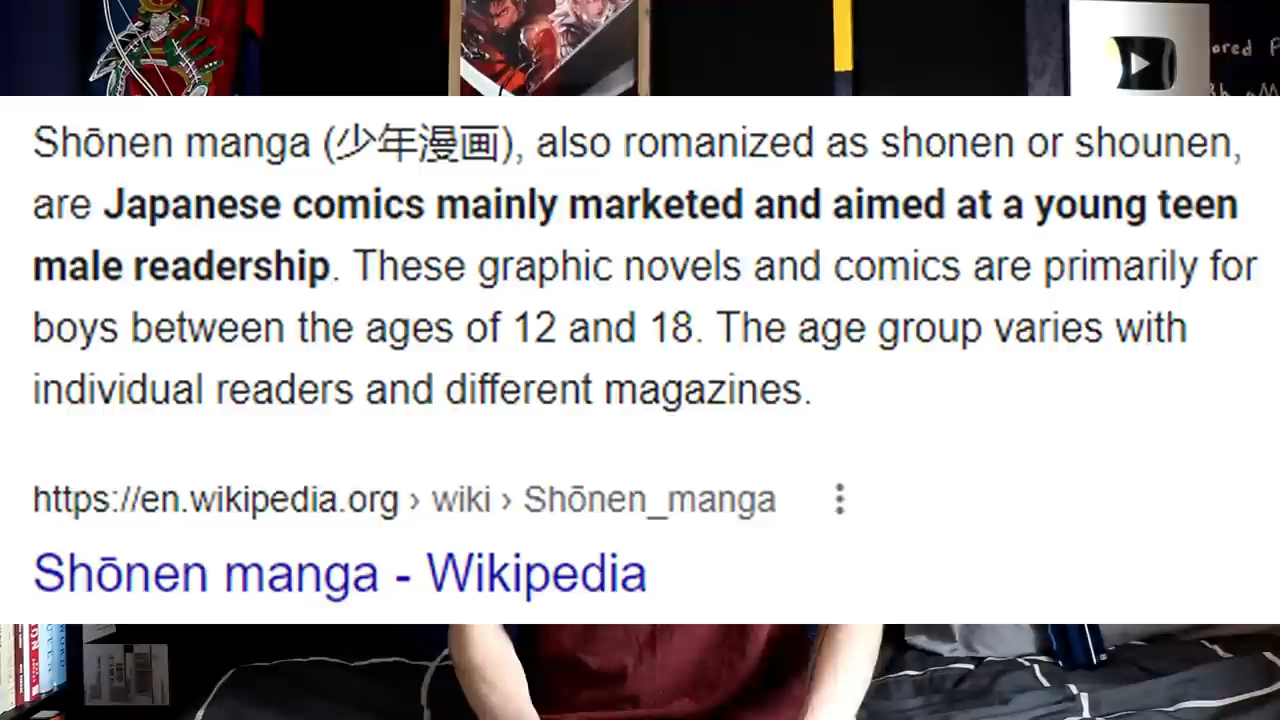 ored F
Shōnen manga (少年漫画), also romanized as shonen or shounen,
are Japanese comics mainly marketed and aimed at a young teen
male readership. These graphic novels and comics are primarily for
boys between the ages of 12 and 18. The age group varies with
individual readers and different magazines.
https://en.wikipedia.org › wiki › Shōnen_manga
Shōnen manga - Wikipedia